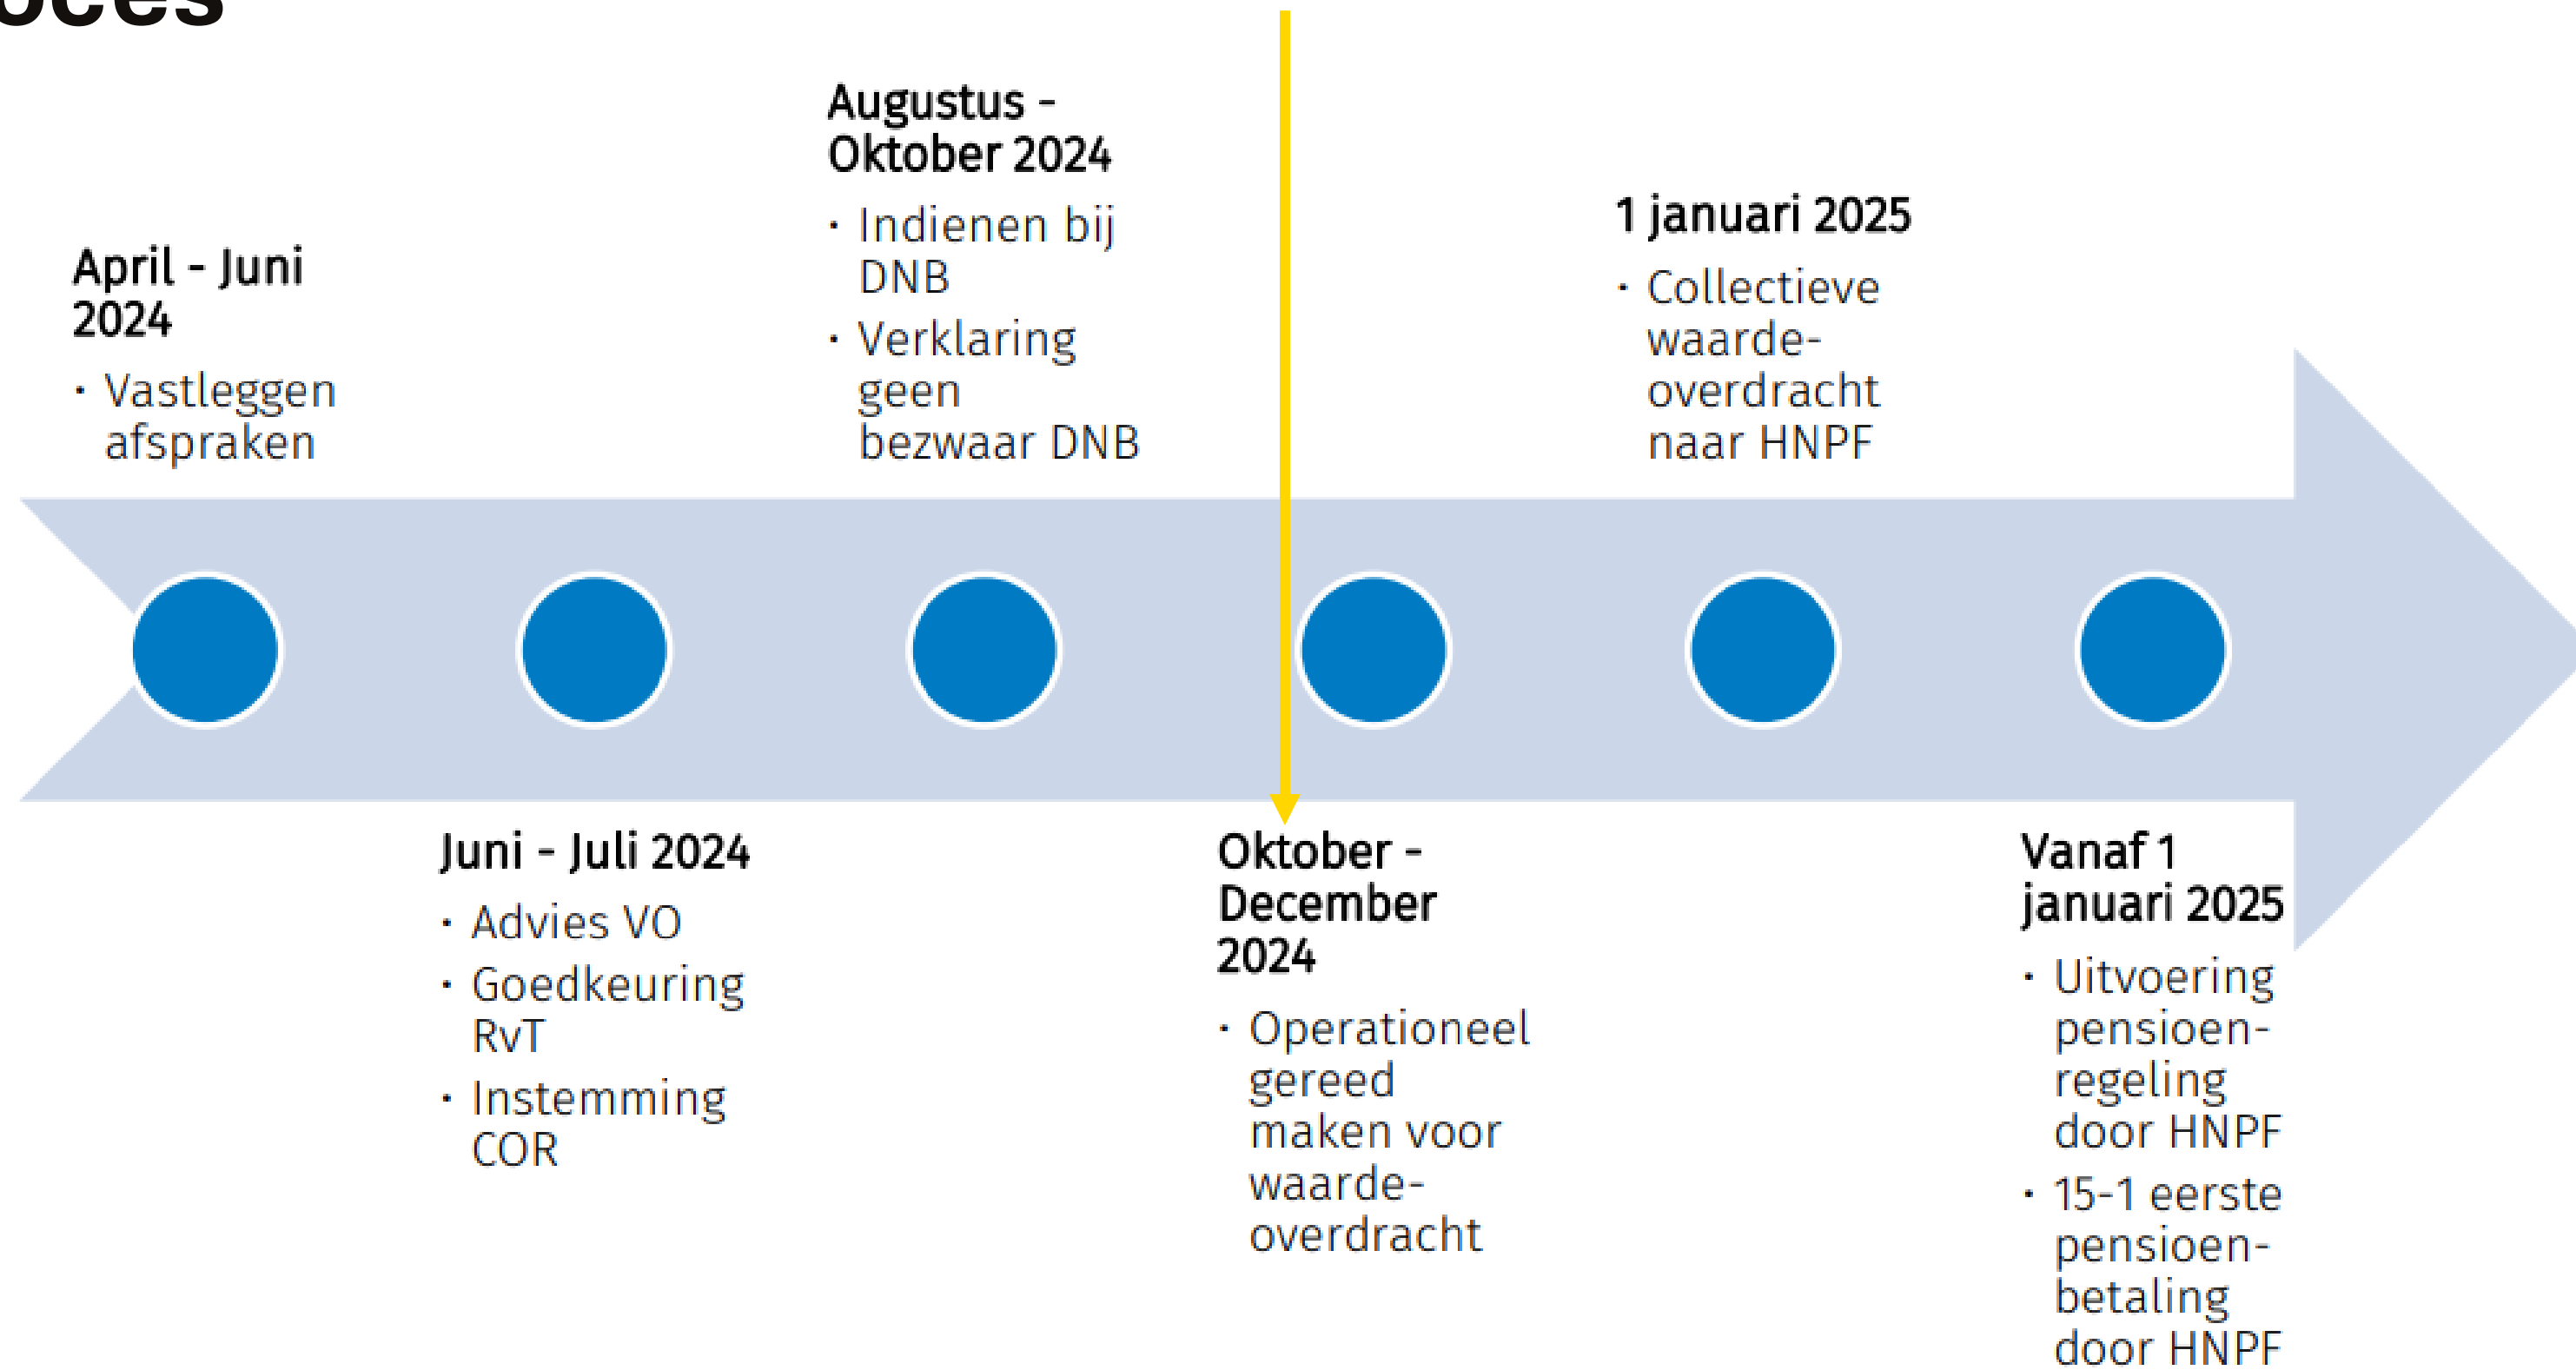 April - Juni
2024
· Vastleggen
afspraken
Juni - Juli 2024
· Advies VO
· Goedkeuring
RvT
· Instemming
COR
Augustus -
Oktober 2024
· Indienen bij
DNB
· Verklaring
geen
bezwaar DNB
Oktober -
December
2024
· Operationeel
gereed
maken voor
waarde-
overdracht
1 januari 2025
· Collectieve
waarde-
overdracht
naar HNPF
Vanaf 1
januari 2025
· Uitvoering
pensioen-
regeling
door HNPF
· 15-1 eerste
pensioen-
betaling
door HNPF